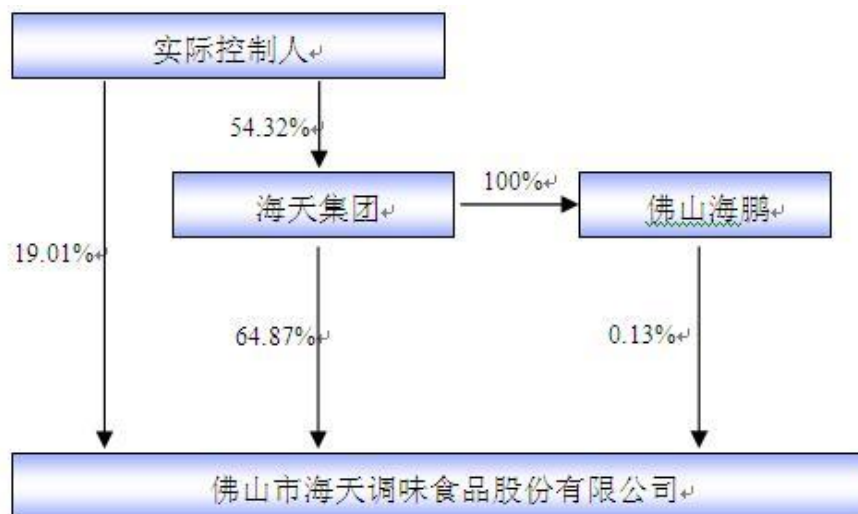 实际控制人
54.32%
海天集团
100%
佛山海鹏
19.01%
64.87%
0.13%
佛山市海天调味食品股份有限公司